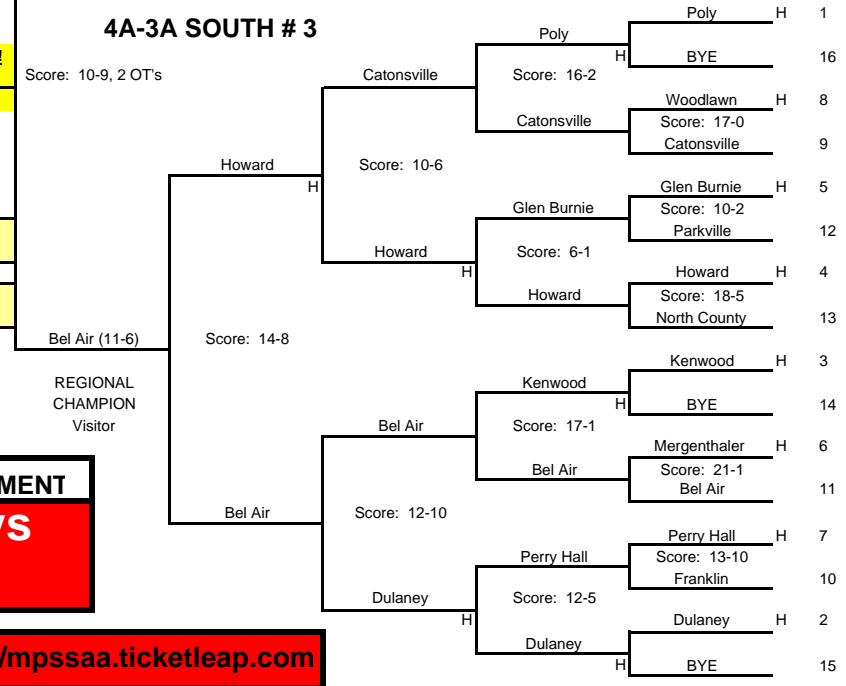 Poly H 1
4A-3A SOUTH # 3
Poly
H BYE 16
!
Score: 10-9, 2 OT's
Catonsville
Score: 16-2
Woodlawn H 8
Catonsville
Score: 17-0
Catonsville 9
Howard
H
Score: 10-6
Glen Burnie H 5
Glen Burnie
Score: 10-2
Parkville 12
Howard
H
Score: 6-1
Howard H 4
Howard
Score: 18-5
North County 13
Bel Air (11-6)
Score: 14-8
REGIONAL
CHAMPION
Visitor
Kenwood H 3
Kenwood
H BYE 14
Bel Air
Score: 17-1
Mergenthaler H 6
Bel Air
Score: 21-1
Bel Air 11
MENT
VS
Bel Air
Score: 12-10
Perry Hall H 7
Perry Hall
Score: 13-10
Franklin 10
Dulaney
H
Score: 12-5
Dulaney H 2
Dulaney
H BYE 15
/mpssaa.ticketleap.com